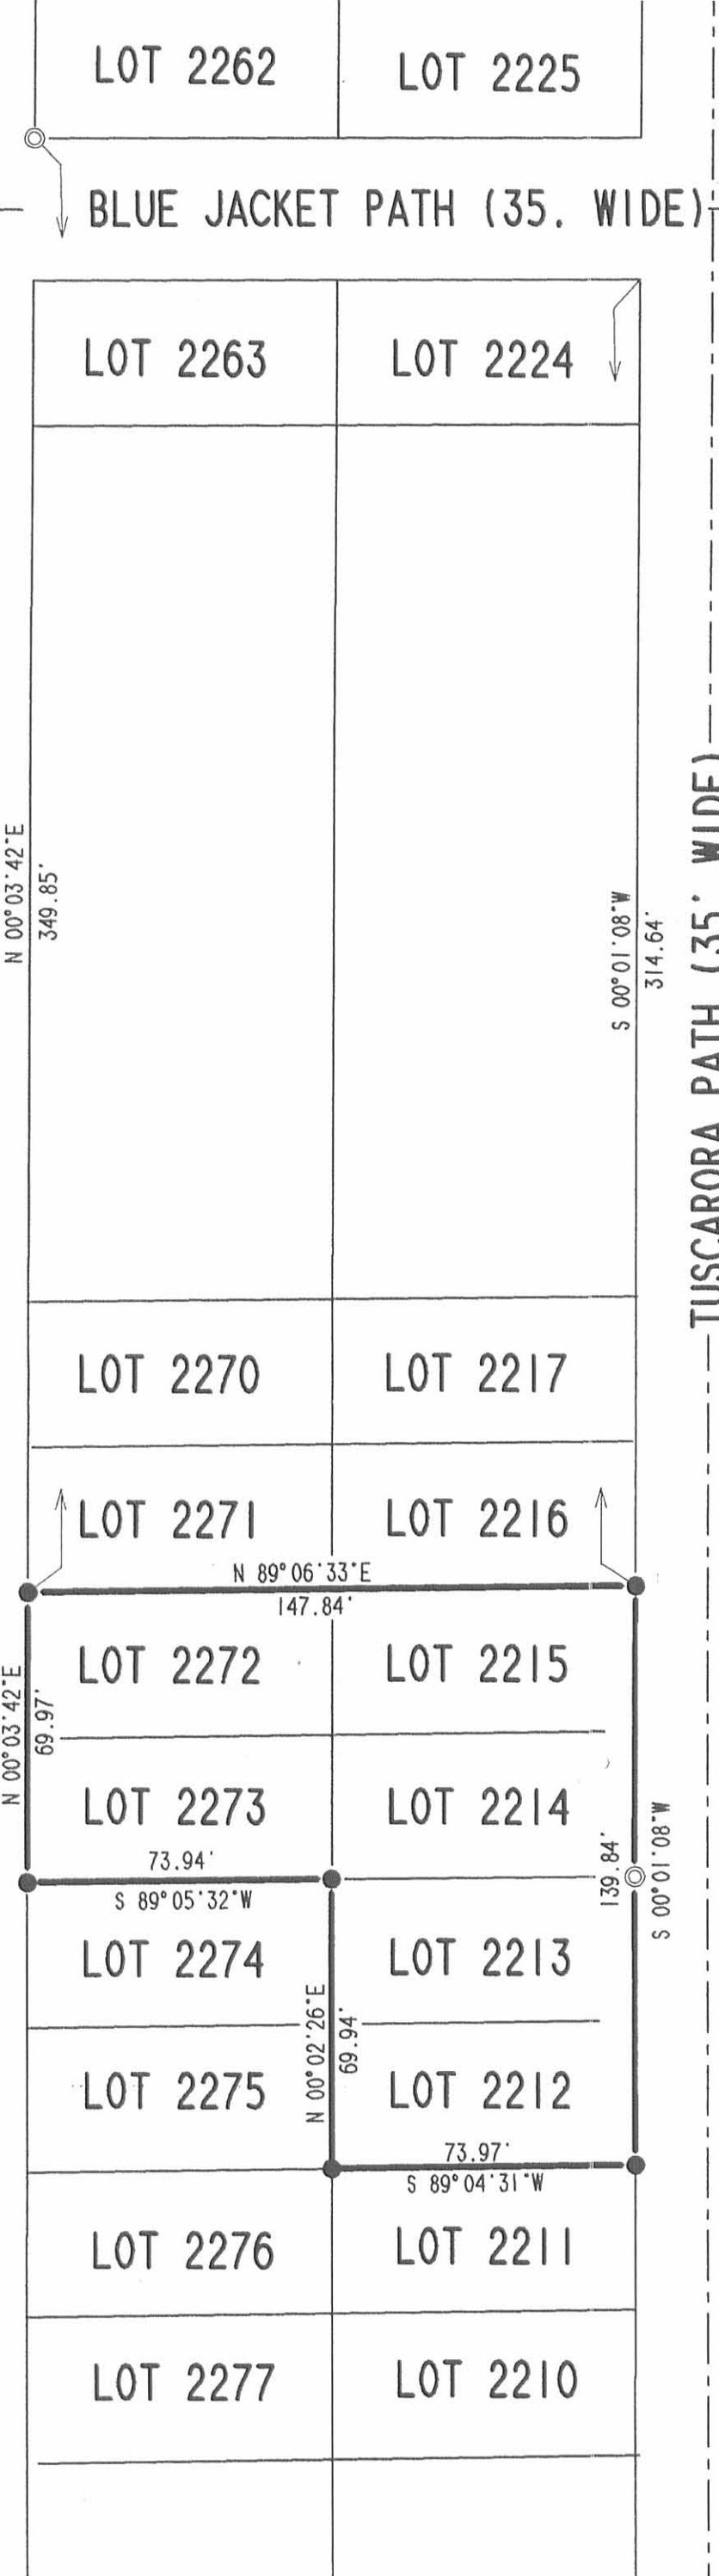 LOT 2262
LOT 2225
BLUE JACKET PATH (35. WIDE)
LOT 2263
LOT 2224
N 00°03'42"E
349.85'
S 00°01'08"W
314.64'
TUSCARORA PATH (35' WIDE)
LOT 2270
LOT 2217
LOT 2271
LOT 2216
N 89°06'33"E
147.84'
LOT 2272
LOT 2215
N 00°03'42"E
69.97'
LOT 2273
LOT 2214
73.94'
S 89°05'32"W
139.84'
S 00°01'08"W
LOT 2274
LOT 2213
N 00°02'26"E
69.94'
LOT 2275
LOT 2212
73.97'
S 89°04'31"W
LOT 2276
LOT 2211
LOT 2277
LOT 2210